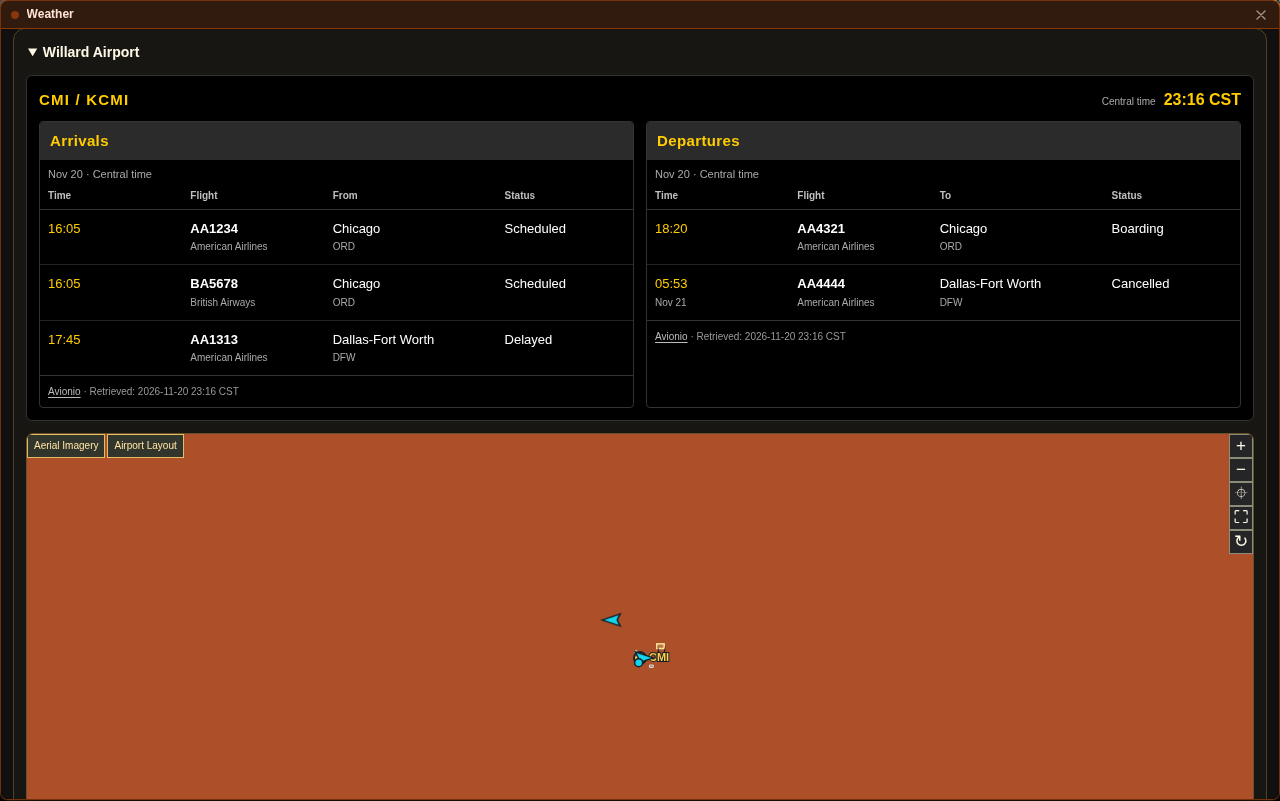 Weather
▼ Willard Airport
CMI / KCMI
Central time 23:16 CST
Arrivals
Nov 20 · Central time
Time Flight From Status
16:05 AA1234 Chicago Scheduled
American Airlines ORD
16:05 BA5678 Chicago Scheduled
British Airways ORD
17:45 AA1313 Dallas-Fort Worth Delayed
American Airlines DFW
Avionio · Retrieved: 2026-11-20 23:16 CST
Departures
Nov 20 · Central time
Time Flight To Status
18:20 AA4321 Chicago Boarding
American Airlines ORD
05:53 AA4444 Dallas-Fort Worth Cancelled
Nov 21 American Airlines DFW
Avionio · Retrieved: 2026-11-20 23:16 CST
Aerial Imagery Airport Layout
+
−
↻